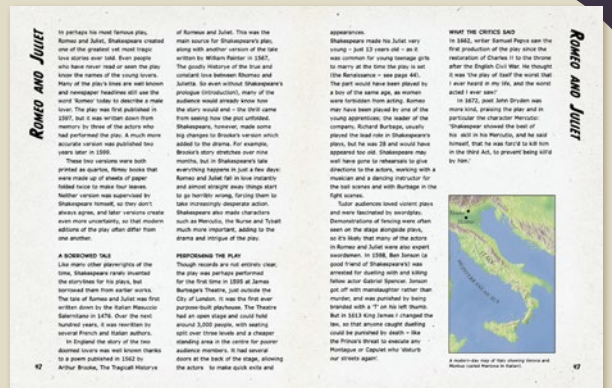 ROMEO AND JULIET
In perhaps his most famous play,
Romeo and Juliet, Shakespeare created
one of the greatest yet most tragic
love stories ever told. Even people
who have never read or seen the play
know the names of the young lovers.
Many of the play's lines are well known
and newspaper headlines still use the
word 'Romeo' today to describe a male
lover. The play was first published in
1597, but it was written down from
memory by three of the actors who
had performed the play. A much more
accurate version was published two
years later in 1599.
These two versions were both
printed as quartos, flimsy books that
were made up of sheets of paper
folded twice to make four leaves.
Neither version was supervised by
Shakespeare himself, so they don't
always agree, and later versions create
even more uncertainty, so that modern
editions of the play often differ from
one another.
A BORROWED TALE
Like many other playwrights of the
time, Shakespeare rarely invented
the storylines for his plays, but
borrowed them from earlier works.
The tale of Romeo and Juliet was first
written down by the Italian Masuccio
Salernitano in 1476. Over the next
hundred years, it was rewritten by
several French and Italian authors.
In England the story of the two
doomed lovers was well known thanks
to a poem published in 1562 by
Arthur Brooke, The Tragicall Historye
of Romeus and Juliet. This was the
main source for Shakespeare's play,
along with another version of the tale
written by William Painter in 1567,
The goodly Historye of the true and
constant love between Rhomeo and
Julietta. So even without Shakespeare's
prologue (introduction), many of the
audience would already know how
the story would end – the thrill came
from seeing how the plot unfolded.
Shakespeare, however, made some
big changes to Brooke's version which
added to the drama. For example,
Brooke's story stretches over nine
months, but in Shakespeare's tale
everything happens in just a few days:
Romeo and Juliet fall in love instantly
and almost straight away things start
to go horribly wrong, forcing them to
take increasingly desperate action.
Shakespeare also made characters
such as Mercutio, the Nurse and Tybalt
much more important, adding to the
drama and intrigue of the play.
PERFORMING THE PLAY
Though records are not entirely clear,
the play was perhaps performed
for the first time in 1595 at James
Burbage's Theatre, just outside the
City of London. It was the first ever
purpose-built playhouse. The Theatre
had an open stage and could hold
around 3,000 people, with seating
split over three levels and a cheaper
standing area in the centre for poorer
audience members. It had several
doors at the back of the stage, allowing
the actors to make quick exits and
appearances.
Shakespeare made his Juliet very
young – just 13 years old – as it
was common for young teenage girls
to marry at the time the play is set
(the Renaissance – see page 44).
The part would have been played by
a boy of the same age, as women
were forbidden from acting. Romeo
may have been played by one of the
young apprentices; the leader of the
company, Richard Burbage, usually
played the lead role in Shakespeare's
plays, but he was 28 and would have
appeared too old. Shakespeare may
well have gone to rehearsals to give
directions to the actors, working with a
musician and a dancing instructor for
the ball scenes and with Burbage in the
fight scenes.
Tudor audiences loved violent plays
and were fascinated by swordplay.
Demonstrations of fencing were often
seen on the stage alongside plays,
so it's likely that many of the actors
in Romeo and Juliet were also expert
swordsmen. In 1598, Ben Jonson (a
good friend of Shakespeare's) was
arrested for duelling with and killing
fellow actor Gabriel Spencer. Jonson
got off with manslaughter rather than
murder, and was punished by being
branded with a 'T' on his left thumb.
But in 1613 King James I changed the
law, so that anyone caught duelling
could be punished by death – like
the Prince's threat to execute any
Montague or Capulet who 'disturb
our streets again'.
WHAT THE CRITICS SAID
In 1662, writer Samuel Pepys saw the
first production of the play since the
restoration of Charles II to the throne
after the English Civil War. He thought
it was 'the play of itself the worst that
I ever heard in my life, and the worst
acted I ever saw'!
In 1672, poet John Dryden was
more kind, praising the play and in
particular the character Mercutio:
'Shakespear showed the best of
his skill in his Mercutio, and he said
himself, that he was forc'd to kill him
in the third Act, to prevent being kill'd
by him.'
A modern-day map of Italy showing Verona and
Mantua (called Mantova in Italian).
ROMEO AND JULIET